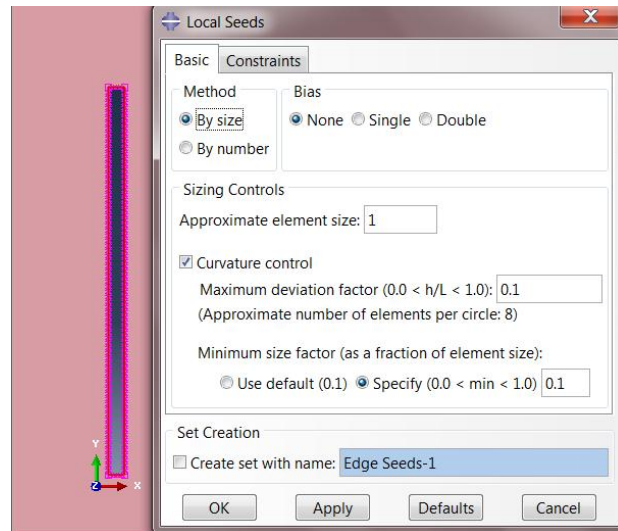 Local Seeds
Basic Constraints
Method Bias
By size None Single Double
By number
Sizing Controls
Approximate element size: 1
Curvature control
Maximum deviation factor (0.0 < h/L < 1.0): 0.1
(Approximate number of elements per circle: 8)
Minimum size factor (as a fraction of element size):
Use default (0.1) Specify (0.0 < min < 1.0) 0.1
Set Creation
Create set with name: Edge Seeds-1
OK Apply Defaults Cancel
Y
Z X